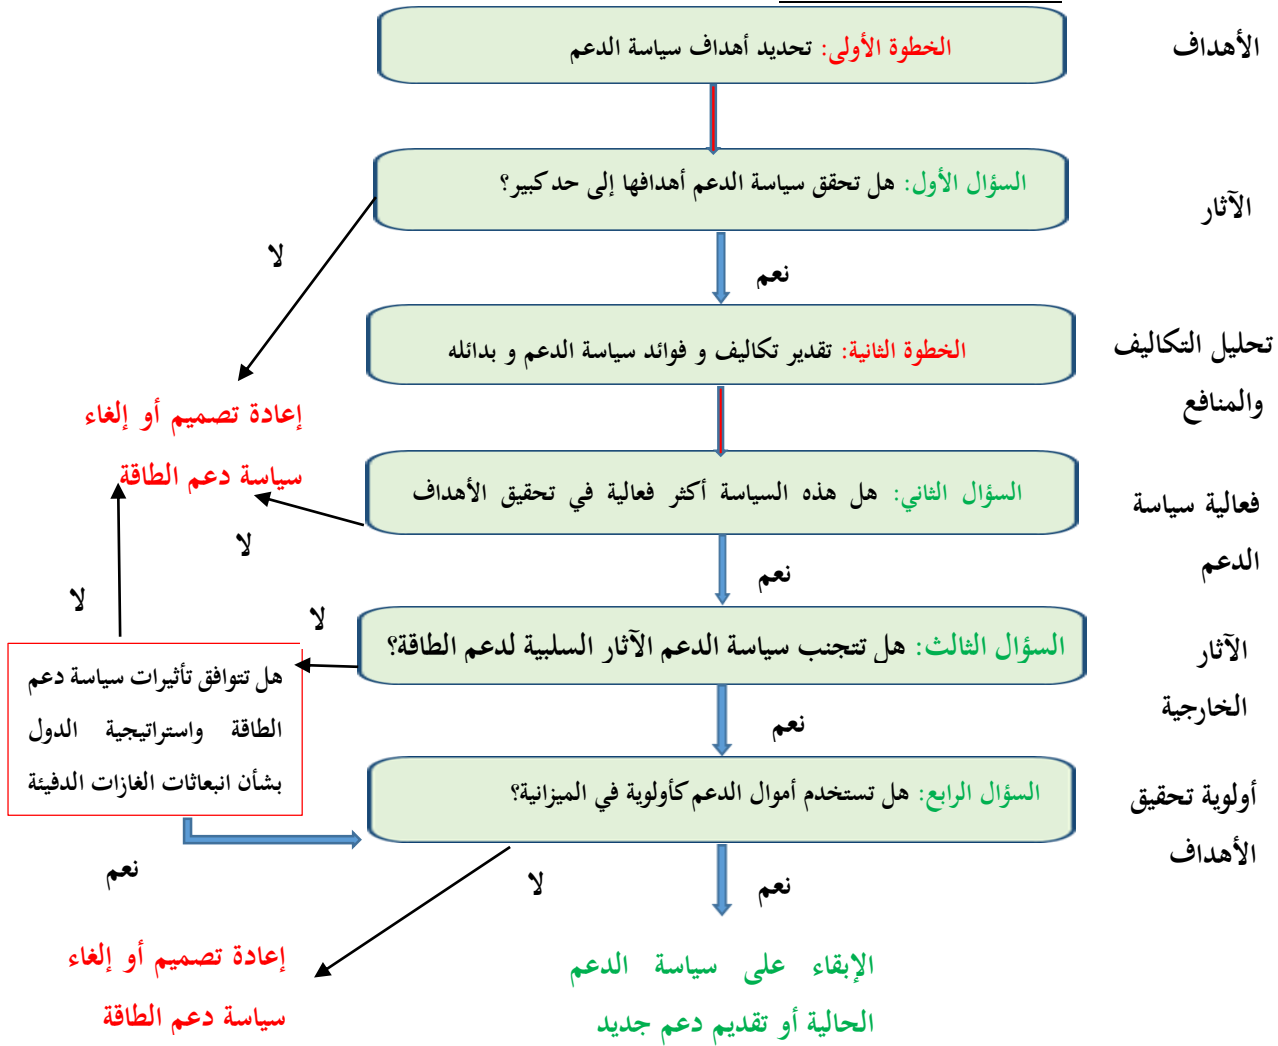 الأهداف
الخطوة الأولى: تحديد أهداف سياسة الدعم
الآثار
السؤال الأول: هل تحقق سياسة الدعم أهدافها إلى حد كبير؟
لا
نعم
تحليل التكاليف
والمنافع
الخطوة الثانية: تقدير تكاليف و فوائد سياسة الدعم و بدائله
إعادة تصميم أو إلغاء
سياسة دعم الطاقة
فعالية سياسة
الدعم
السؤال الثاني: هل هذه السياسة أكثر فعالية في تحقيق الأهداف
لا
نعم
لا
لا
الآثار
الخارجية
السؤال الثالث: هل تتجنب سياسة الدعم الآثار السلبية لدعم الطاقة؟
هل تتوافق تأثيرات سياسة دعم
الطاقة واستراتيجية الدول
بشأن انبعاثات الغازات الدفيئة
نعم
أولوية تحقيق
الأهداف
السؤال الرابع: هل تستخدم أموال الدعم كأولوية في الميزانية؟
نعم
لا
نعم
إعادة تصميم أو إلغاء
سياسة دعم الطاقة
الإبقاء على سياسة الدعم
الحالية أو تقديم دعم جديد